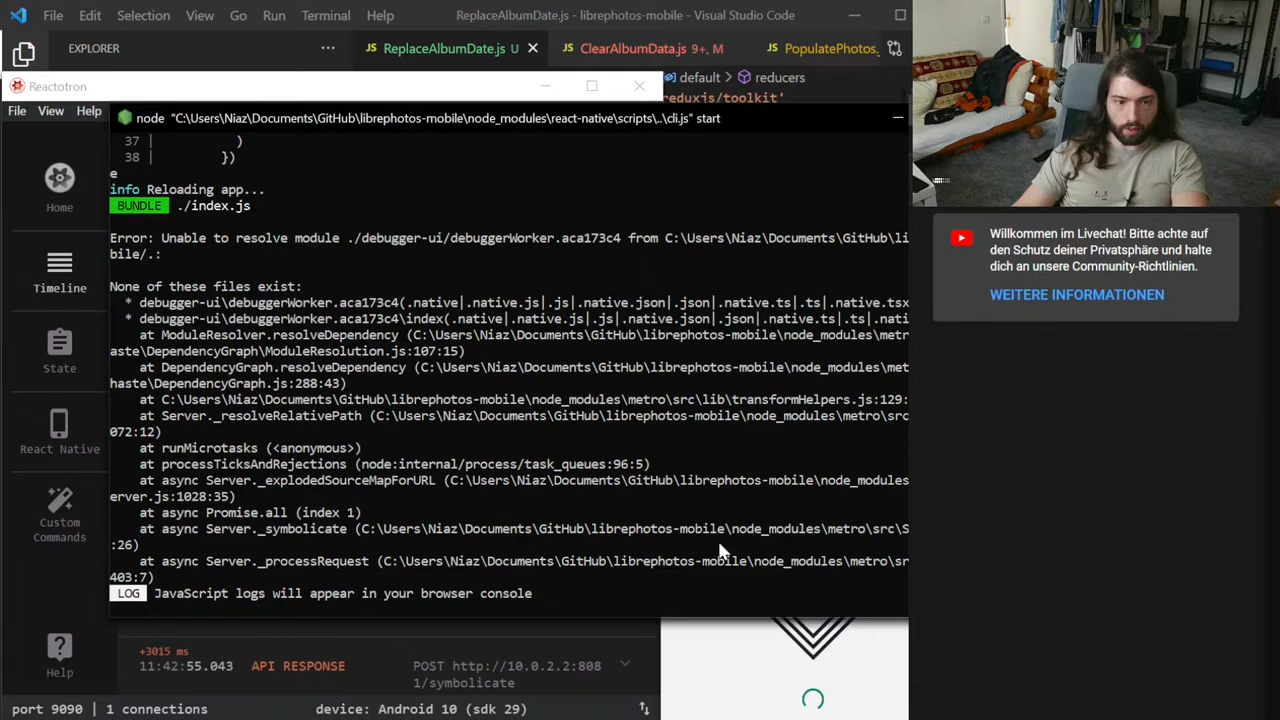 File Edit Selection View Go Run Terminal Help ReplaceAlbumDate.js - librephotos-mobile - Visual Studio Code
EXPLORER ··· JS ReplaceAlbumDate.js U JS ClearAlbumData.js 9+, M JS PopulatePhotos.
default > reducers
reduxjs/toolkit'
Reactotron
File View Help
node "C:\Users\Niaz\Documents\GitHub\librephotos-mobile\node_modules\react-native\scripts\..\cli.js" start
37 | )
38 | })
e
info Reloading app...
BUNDLE ./index.js
Error: Unable to resolve module ./debugger-ui/debuggerWorker.aca173c4 from C:\Users\Niaz\Documents\GitHub\li
bile/.:
None of these files exist:
* debugger-ui\debuggerWorker.aca173c4(.native|.native.js|.js|.native.json|.json|.native.ts|.ts|.native.tsx
* debugger-ui\debuggerWorker.aca173c4\index(.native|.native.js|.js|.native.json|.json|.native.ts|.ts|.nati
at ModuleResolver.resolveDependency (C:\Users\Niaz\Documents\GitHub\librephotos-mobile\node_modules\metr
aste\DependencyGraph\ModuleResolution.js:107:15)
at DependencyGraph.resolveDependency (C:\Users\Niaz\Documents\GitHub\librephotos-mobile\node_modules\met
haste\DependencyGraph.js:288:43)
at C:\Users\Niaz\Documents\GitHub\librephotos-mobile\node_modules\metro\src\lib\transformHelpers.js:129:
at Server._resolveRelativePath (C:\Users\Niaz\Documents\GitHub\librephotos-mobile\node_modules\metro\src
072:12)
at runMicrotasks (<anonymous>)
at processTicksAndRejections (node:internal/process/task_queues:96:5)
at async Server._explodedSourceMapForURL (C:\Users\Niaz\Documents\GitHub\librephotos-mobile\node_modules
erver.js:1028:35)
at async Promise.all (index 1)
at async Server._symbolicate (C:\Users\Niaz\Documents\GitHub\librephotos-mobile\node_modules\metro\src\S
:26)
at async Server._processRequest (C:\Users\Niaz\Documents\GitHub\librephotos-mobile\node_modules\metro\sr
403:7)
LOG JavaScript logs will appear in your browser console
Home
Timeline
State
React Native
Custom
Commands
Help
+3015 ms
11:42:55.043 API RESPONSE POST http://10.0.2.2:808
1/symbolicate
port 9090 | 1 connections device: Android 10 (sdk 29)
Willkommen im Livechat! Bitte achte auf
den Schutz deiner Privatsphäre und halte
dich an unsere Community-Richtlinien.
WEITERE INFORMATIONEN